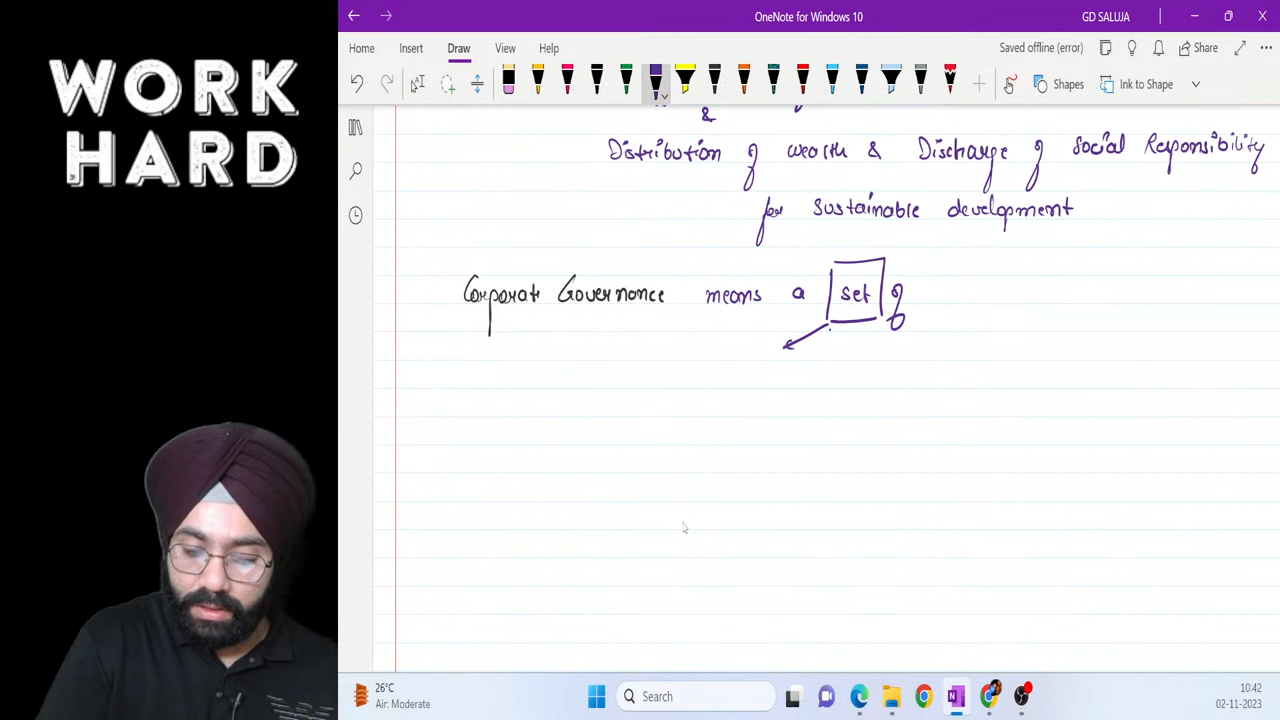 WORK
HARD
OneNote for Windows 10
GD SALUJA
Home Insert Draw View Help
Saved offline (error)
Share
Shapes
Ink to Shape
&
Distribution of wealth & Discharge of Social Responsibility
for sustainable development
Corporate Governance means a set of
26°C
Air: Moderate
Search
10:42
02-11-2023